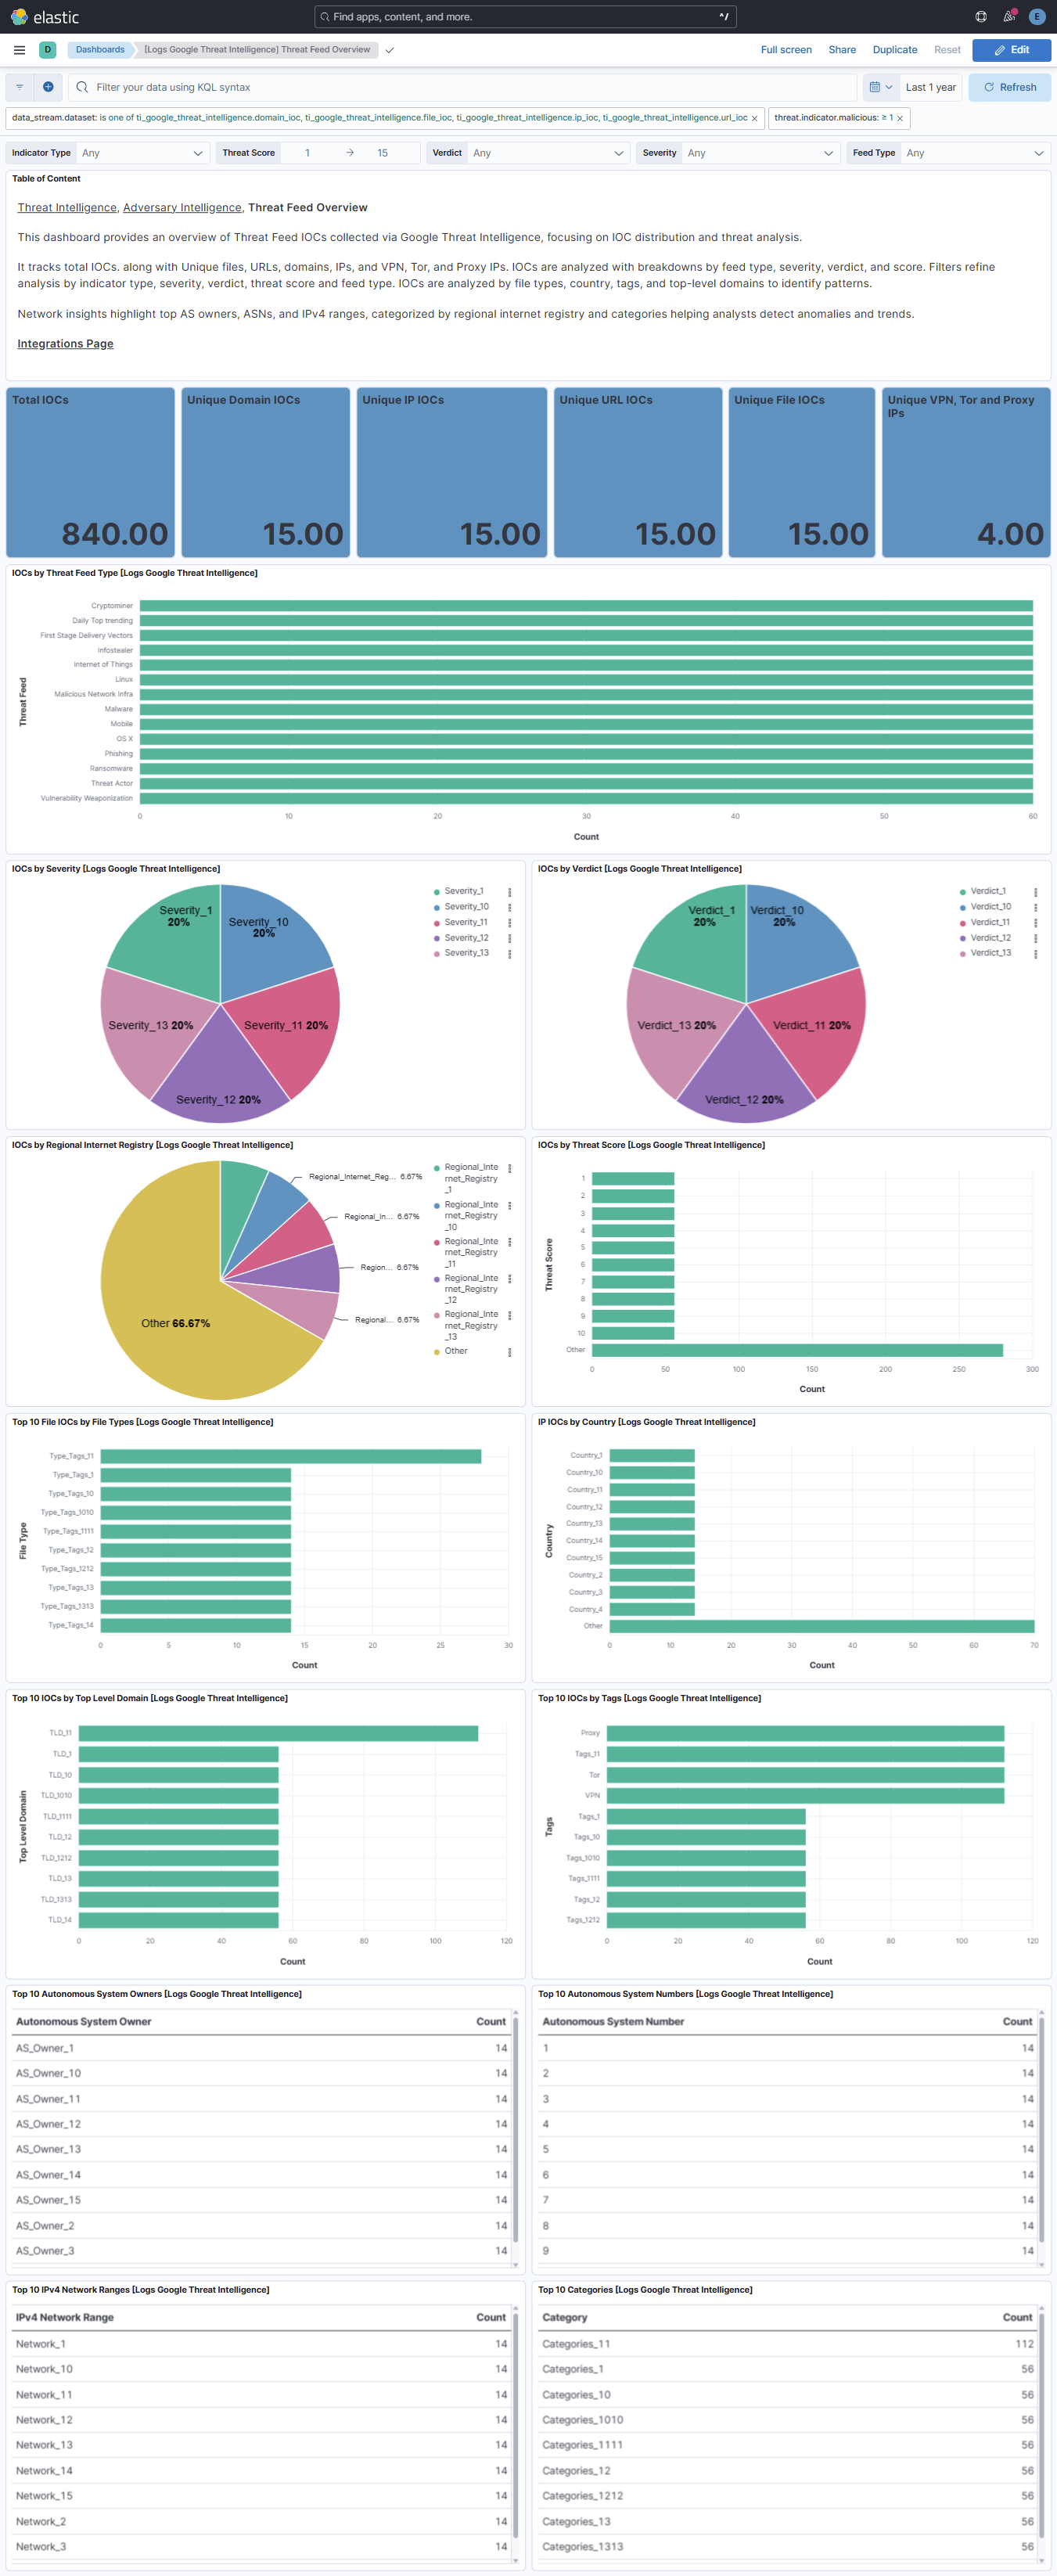 elastic
Find apps, content, and more.
^/
E
D
Dashboards
[Logs Google Threat Intelligence] Threat Feed Overview
Full screen
Share
Duplicate
Reset
Edit
Filter your data using KQL syntax
Last 1 year
Refresh
data_stream.dataset: is one of ti_google_threat_intelligence.domain_ioc, ti_google_threat_intelligence.file_ioc, ti_google_threat_intelligence.ip_ioc, ti_google_threat_intelligence.url_ioc ×
threat.indicator.malicious: ≥ 1 ×
Indicator Type Any
Threat Score 1 → 15
Verdict Any
Severity Any
Feed Type Any
Table of Content
Threat Intelligence, Adversary Intelligence, Threat Feed Overview
This dashboard provides an overview of Threat Feed IOCs collected via Google Threat Intelligence, focusing on IOC distribution and threat analysis.
It tracks total IOCs. along with Unique files, URLs, domains, IPs, and VPN, Tor, and Proxy IPs. IOCs are analyzed with breakdowns by feed type, severity, verdict, and score. Filters refine
analysis by indicator type, severity, verdict, threat score and feed type. IOCs are analyzed by file types, country, tags, and top-level domains to identify patterns.
Network insights highlight top AS owners, ASNs, and IPv4 ranges, categorized by regional internet registry and categories helping analysts detect anomalies and trends.
Integrations Page
Total IOCs
840.00
Unique Domain IOCs
15.00
Unique IP IOCs
15.00
Unique URL IOCs
15.00
Unique File IOCs
15.00
Unique VPN, Tor and Proxy
IPs
4.00
IOCs by Threat Feed Type [Logs Google Threat Intelligence]
Threat Feed
Cryptominer
Daily Top trending
First Stage Delivery Vectors
Infostealer
Internet of Things
Linux
Malicious Network Infra
Malware
Mobile
OS X
Phishing
Ransomware
Threat Actor
Vulnerability Weaponization
0 10 20 30 40 50 60
Count
IOCs by Severity [Logs Google Threat Intelligence]
Severity_1
20%
Severity_10
20%
Severity_13 20%
Severity_11 20%
Severity_12 20%
Severity_1
Severity_10
Severity_11
Severity_12
Severity_13
IOCs by Verdict [Logs Google Threat Intelligence]
Verdict_1
20%
Verdict_10
20%
Verdict_13 20%
Verdict_11 20%
Verdict_12 20%
Verdict_1
Verdict_10
Verdict_11
Verdict_12
Verdict_13
IOCs by Regional Internet Registry [Logs Google Threat Intelligence]
Regional_Internet_Reg... 6.67%
Regional_In... 6.67%
Region... 6.67%
Regional... 6.67%
Other 66.67%
Regional_Inte
rnet_Registry
_1
Regional_Inte
rnet_Registry
_10
Regional_Inte
rnet_Registry
_11
Regional_Inte
rnet_Registry
_12
Regional_Inte
rnet_Registry
_13
Other
IOCs by Threat Score [Logs Google Threat Intelligence]
Threat Score
1
2
3
4
5
6
7
8
9
10
Other
0 50 100 150 200 250 300
Count
Top 10 File IOCs by File Types [Logs Google Threat Intelligence]
File Type
Type_Tags_11
Type_Tags_1
Type_Tags_10
Type_Tags_1010
Type_Tags_1111
Type_Tags_12
Type_Tags_1212
Type_Tags_13
Type_Tags_1313
Type_Tags_14
0 5 10 15 20 25 30
Count
IP IOCs by Country [Logs Google Threat Intelligence]
Country
Country_1
Country_10
Country_11
Country_12
Country_13
Country_14
Country_15
Country_2
Country_3
Country_4
Other
0 10 20 30 40 50 60 70
Count
Top 10 IOCs by Top Level Domain [Logs Google Threat Intelligence]
Top Level Domain
TLD_11
TLD_1
TLD_10
TLD_1010
TLD_1111
TLD_12
TLD_1212
TLD_13
TLD_1313
TLD_14
0 20 40 60 80 100 120
Count
Top 10 IOCs by Tags [Logs Google Threat Intelligence]
Tags
Proxy
Tags_11
Tor
VPN
Tags_1
Tags_10
Tags_1010
Tags_1111
Tags_12
Tags_1212
0 20 40 60 80 100 120
Count
Top 10 Autonomous System Owners [Logs Google Threat Intelligence]
Autonomous System Owner Count
AS_Owner_1 14
AS_Owner_10 14
AS_Owner_11 14
AS_Owner_12 14
AS_Owner_13 14
AS_Owner_14 14
AS_Owner_15 14
AS_Owner_2 14
AS_Owner_3 14
Top 10 Autonomous System Numbers [Logs Google Threat Intelligence]
Autonomous System Number Count
1 14
2 14
3 14
4 14
5 14
6 14
7 14
8 14
9 14
Top 10 IPv4 Network Ranges [Logs Google Threat Intelligence]
IPv4 Network Range Count
Network_1 14
Network_10 14
Network_11 14
Network_12 14
Network_13 14
Network_14 14
Network_15 14
Network_2 14
Network_3 14
Top 10 Categories [Logs Google Threat Intelligence]
Category Count
Categories_11 112
Categories_1 56
Categories_10 56
Categories_1010 56
Categories_1111 56
Categories_12 56
Categories_1212 56
Categories_13 56
Categories_1313 56